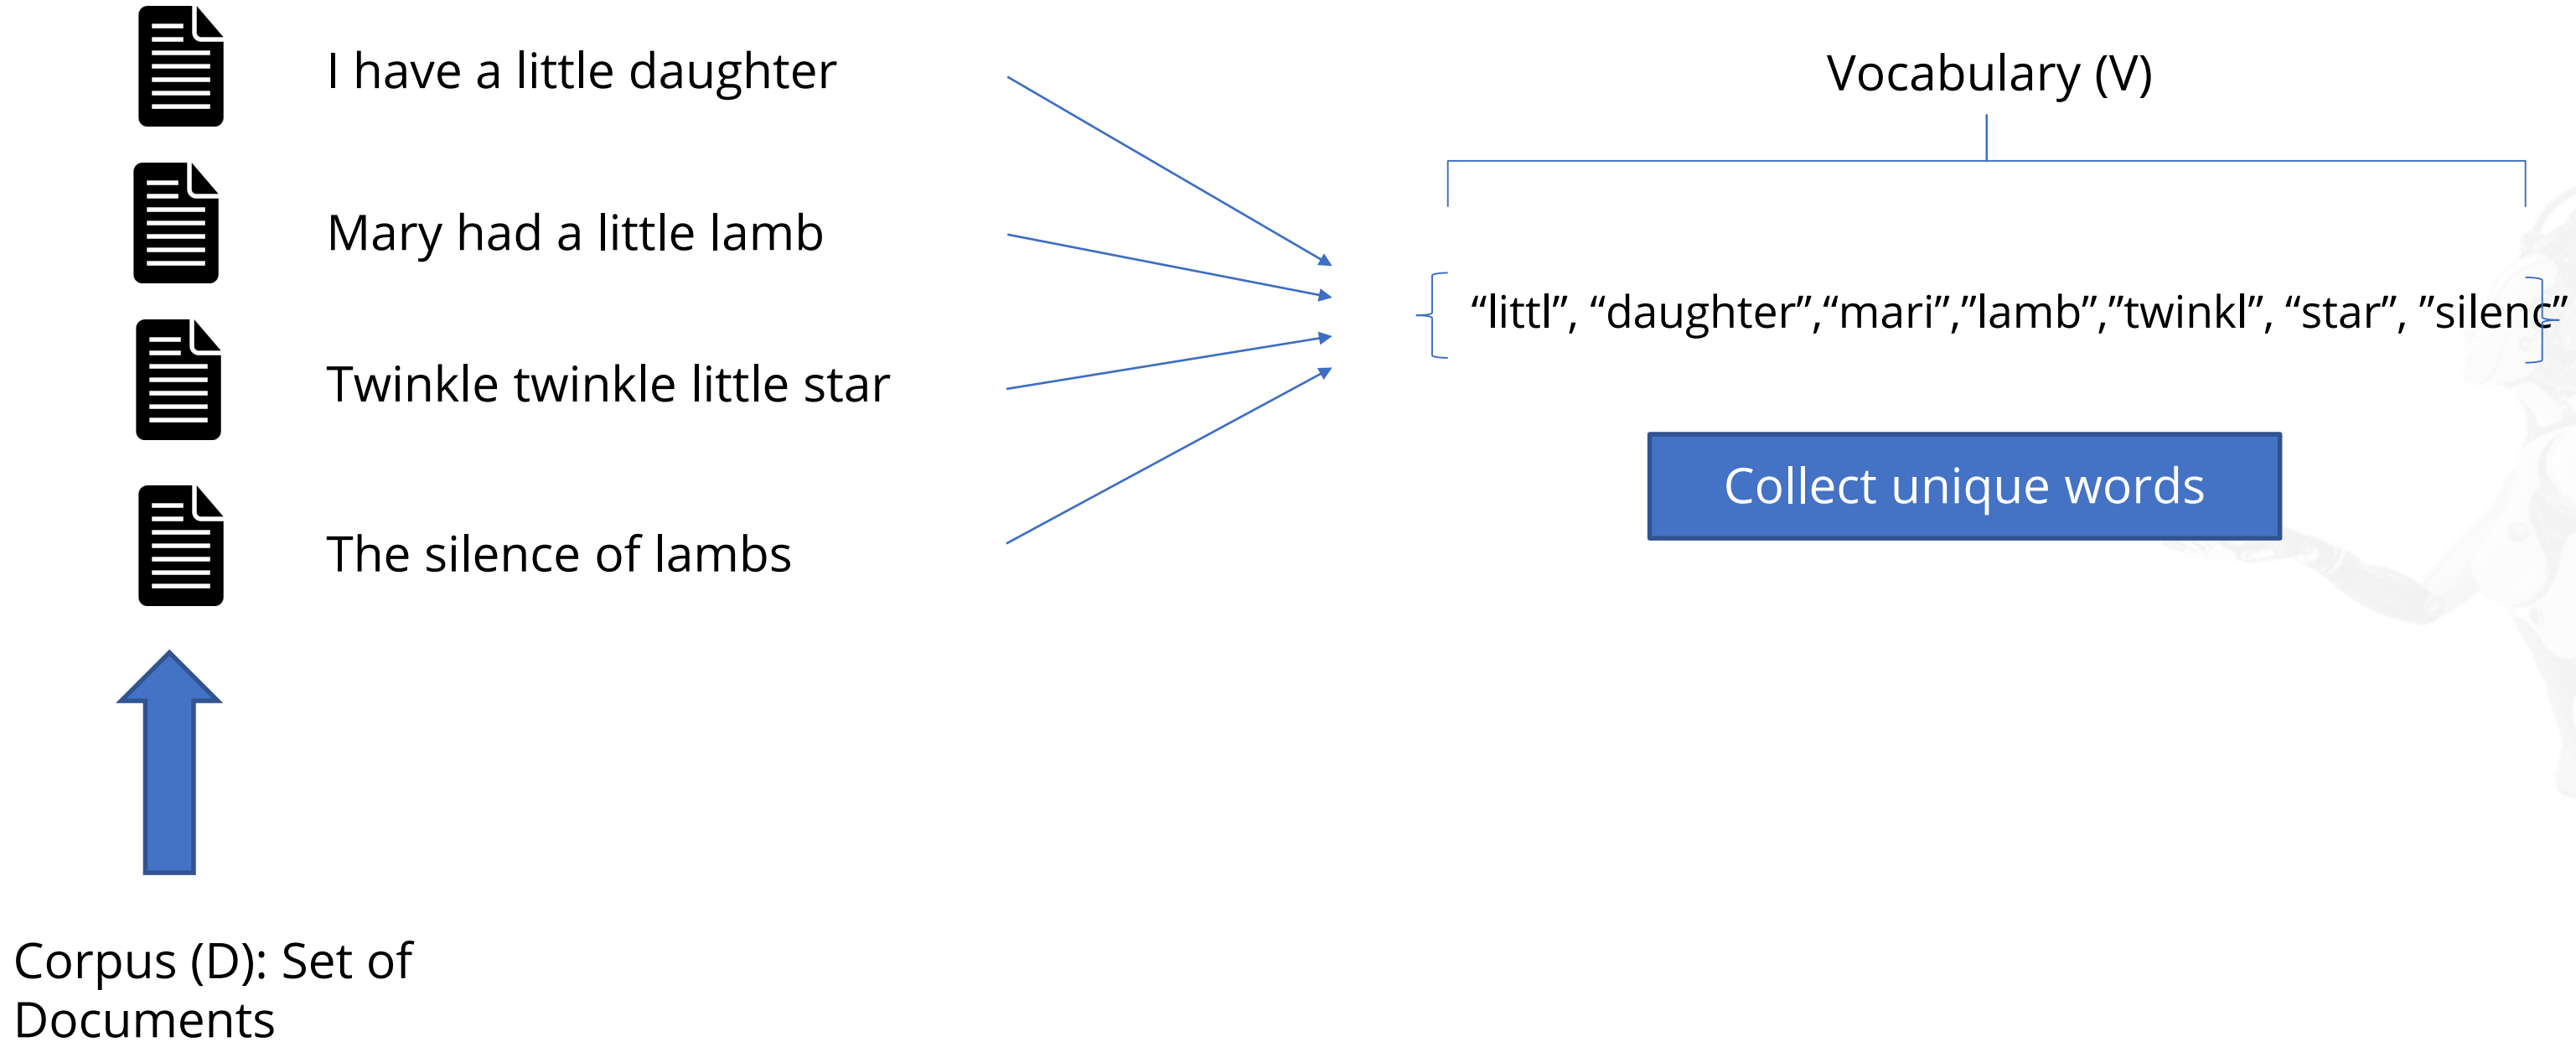 I have a little daughter
Mary had a little lamb
Twinkle twinkle little star
The silence of lambs
Corpus (D): Set of
Documents
Vocabulary (V)
“littl”, “daughter”,“mari”,”lamb”,”twinkl”, “star”, ”silenc”
Collect unique words